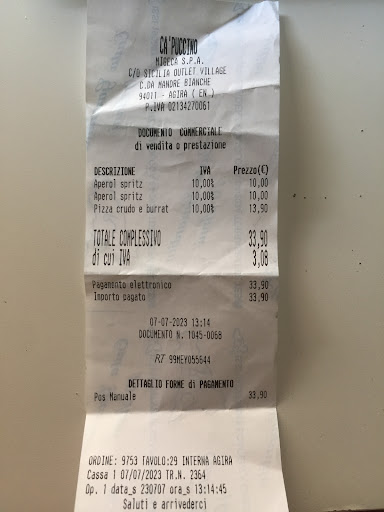 CA'PUCCINO
MIGECA S.P.A.
C/O SICILIA OUTLET VILLAGE
C.DA MANDRE BIANCHE
94011 - AGIRA ( EN )
P.IVA 02134270061
DOCUMENTO COMMERCIALE
di vendita o prestazione
DESCRIZIONE IVA Prezzo(€)
Aperol spritz 10,00% 10,00
Aperol spritz 10,00% 10,00
Pizza crudo e burrat 10,00% 13,90
TOTALE COMPLESSIVO 33,90
di cui IVA 3,08
Pagamento elettronico 33,90
Importo pagato 33,90
07-07-2023 13:14
DOCUMENTO N. 1045-0068
RT 99MEY055644
DETTAGLIO FORME di PAGAMENTO
Pos Manuale 33,90
ORDINE: 9753 TAVOLO:29 INTERNA AGIRA
Cassa 1 07/07/2023 TR.N. 2364
Op. 1 data_s 230707 ora_s 13:14:45
Saluti e arrivederci